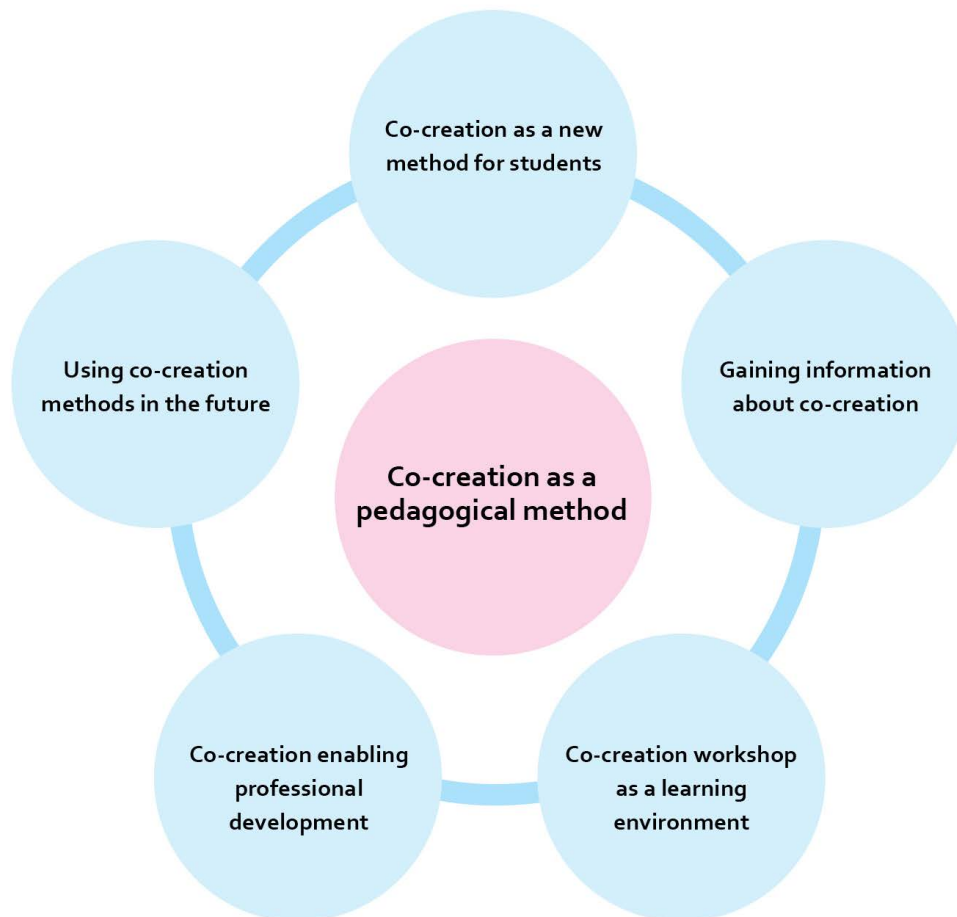 Co-creation as a new
method for students
Using co-creation
methods in the future
Gaining information
about co-creation
Co-creation as a
pedagogical method
Co-creation enabling
professional
development
Co-creation workshop
as a learning
environment